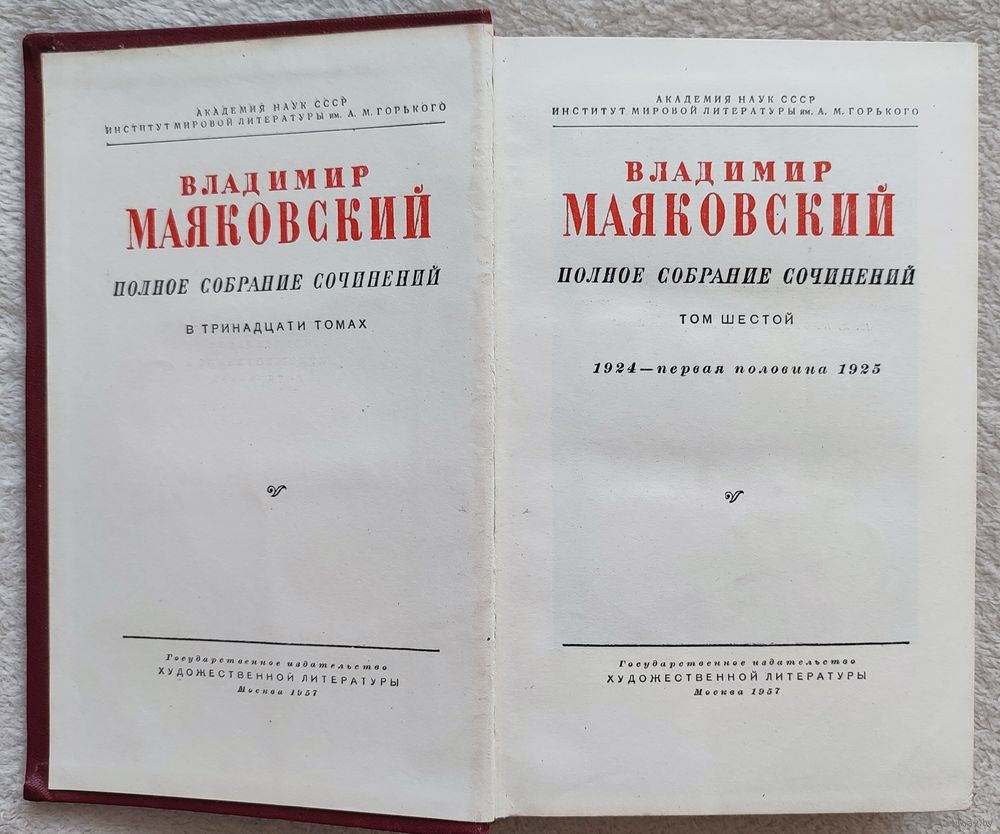 АКАДЕМИЯ НАУК СССР
ИНСТИТУТ МИРОВОЙ ЛИТЕРАТУРЫ им. А. М. ГОРЬКОГО
ВЛАДИМИР
МАЯКОВСКИЙ
ПОЛНОЕ СОБРАНИЕ СОЧИНЕНИЙ
В ТРИНАДЦАТИ ТОМАХ
Государственное издательство
ХУДОЖЕСТВЕННОЙ ЛИТЕРАТУРЫ
Москва 1957
АКАДЕМИЯ НАУК СССР
ИНСТИТУТ МИРОВОЙ ЛИТЕРАТУРЫ им. А. М. ГОРЬКОГО
ВЛАДИМИР
МАЯКОВСКИЙ
ПОЛНОЕ СОБРАНИЕ СОЧИНЕНИЙ
ТОМ ШЕСТОЙ
1924—первая половина 1925
Государственное издательство
ХУДОЖЕСТВЕННОЙ ЛИТЕРАТУРЫ
Москва 1957